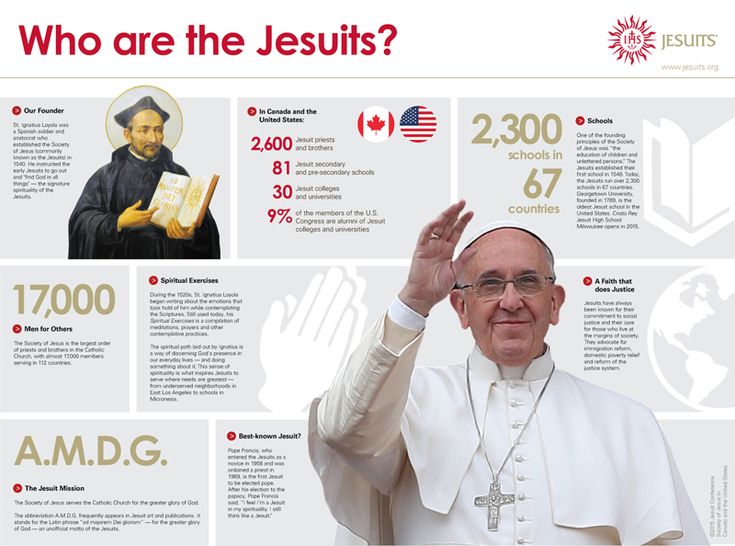 Who are the Jesuits?
IHS
JESUITS
www.jesuits.org
Our Founder
St. Ignatius Loyola was
a Spanish soldier and
aristocrat who
established the Society
of Jesus (commonly
known as the Jesuits) in
1540. He instructed the
early Jesuits to go out
and "find God in all
things" — the signature
spirituality of the
Jesuits.
AD
MAJOREM
DEI
GLORIAM
In Canada and the
United States:
2,600 Jesuit priests
and brothers
81 Jesuit secondary
and pre-secondary schools
30 Jesuit colleges
and universities
9% of the members of the U.S.
Congress are alumni of Jesuit
colleges and universities
2,300
schools in
67
countries
Schools
One of the founding
principles of the Society
of Jesus was "the
education of children and
unlettered persons." The
Jesuits established their
first school in 1548. Today,
the Jesuits run over 2,300
schools in 67 countries.
Georgetown University,
founded in 1789, is the
oldest Jesuit school in the
United States. Cristo Rey
Jesuit High School
Milwaukee opens in 2015.
17,000
Men for Others
The Society of Jesus is the largest order
of priests and brothers in the Catholic
Church, with almost 17,000 members
serving in 112 countries.
Spiritual Exercises
During the 1520s, St. Ignatius Loyola
began writing about the emotions that
took hold of him while contemplating
the Scriptures. Still used today, his
Spiritual Exercises is a compilation of
meditations, prayers and other
contemplative practices.
The spiritual path laid out by Ignatius is
a way of discerning God's presence in
our everyday lives — and doing
something about it. This sense of
spirituality is what inspires Jesuits to
serve where needs are greatest —
from underserved neighborhoods in
East Los Angeles to schools in
Micronesia.
A Faith that
does Justice
Jesuits have always
been known for their
commitment to social
justice and their care
for those who live at
the margins of society.
They advocate for
immigration reform,
domestic poverty relief
and reform of the
justice system.
A.M.D.G.
The Jesuit Mission
The Society of Jesus serves the Catholic Church for the greater glory of God.
The abbreviation A.M.D.G. frequently appears in Jesuit art and publications. It
stands for the Latin phrase "ad majorem Dei gloriam" — for the greater glory
of God — an unofficial motto of the Jesuits.
Best-known Jesuit?
Pope Francis, who
entered the Jesuits as a
novice in 1958 and was
ordained a priest in
1969, is the first Jesuit
to be elected pope.
After his election to the
papacy, Pope Francis
said, "I feel I'm a Jesuit
in my spirituality. I still
think like a Jesuit."
©2015 Jesuit Conference
Society of Jesus in
Canada and the United States